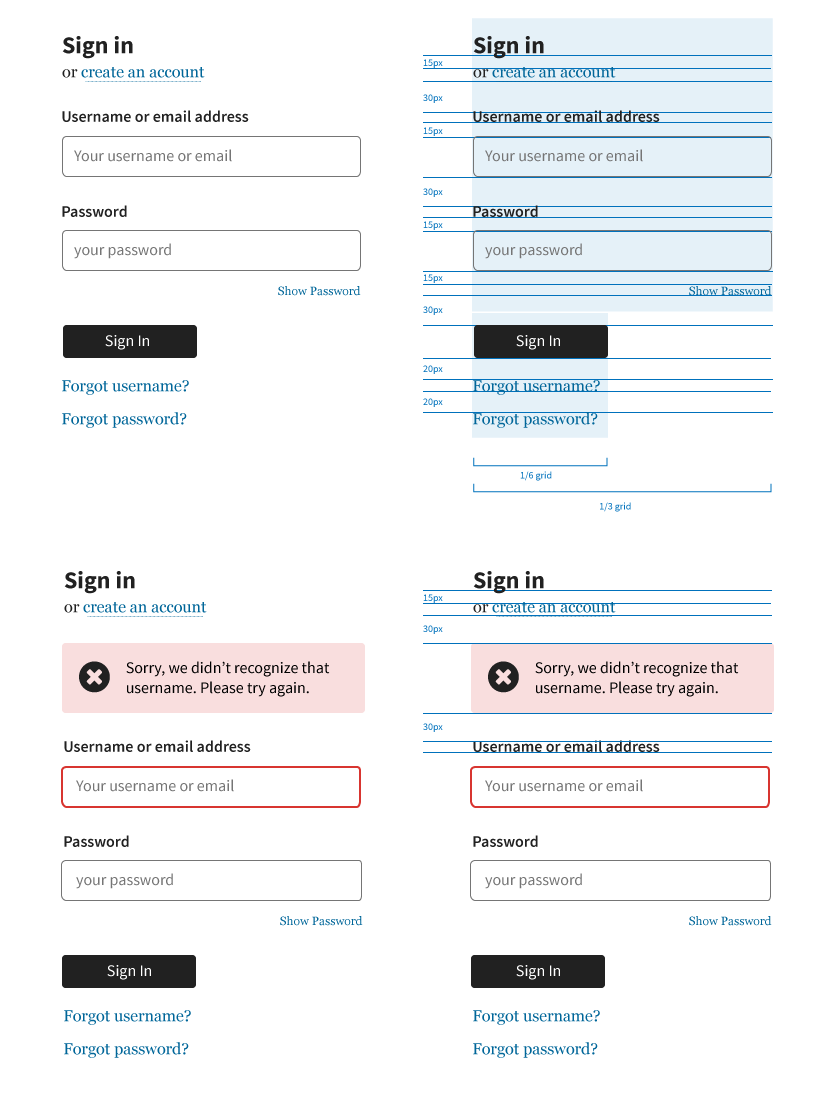 Sign in
or create an account
Username or email address
Your username or email
Password
your password
Show Password
Sign In
Forgot username?
Forgot password?
Sign in
15px
or create an account
30px
Username or email address
15px
Your username or email
30px
Password
15px
your password
15px
Show Password
30px
Sign In
20px
Forgot username?
20px
Forgot password?
1/6 grid
1/3 grid
Sign in
or create an account
Sorry, we didn’t recognize that
username. Please try again.
Username or email address
Your username or email
Password
your password
Show Password
Sign In
Forgot username?
Forgot password?
Sign in
15px
or create an account
30px
Sorry, we didn’t recognize that
username. Please try again.
30px
Username or email address
Your username or email
Password
your password
Show Password
Sign In
Forgot username?
Forgot password?